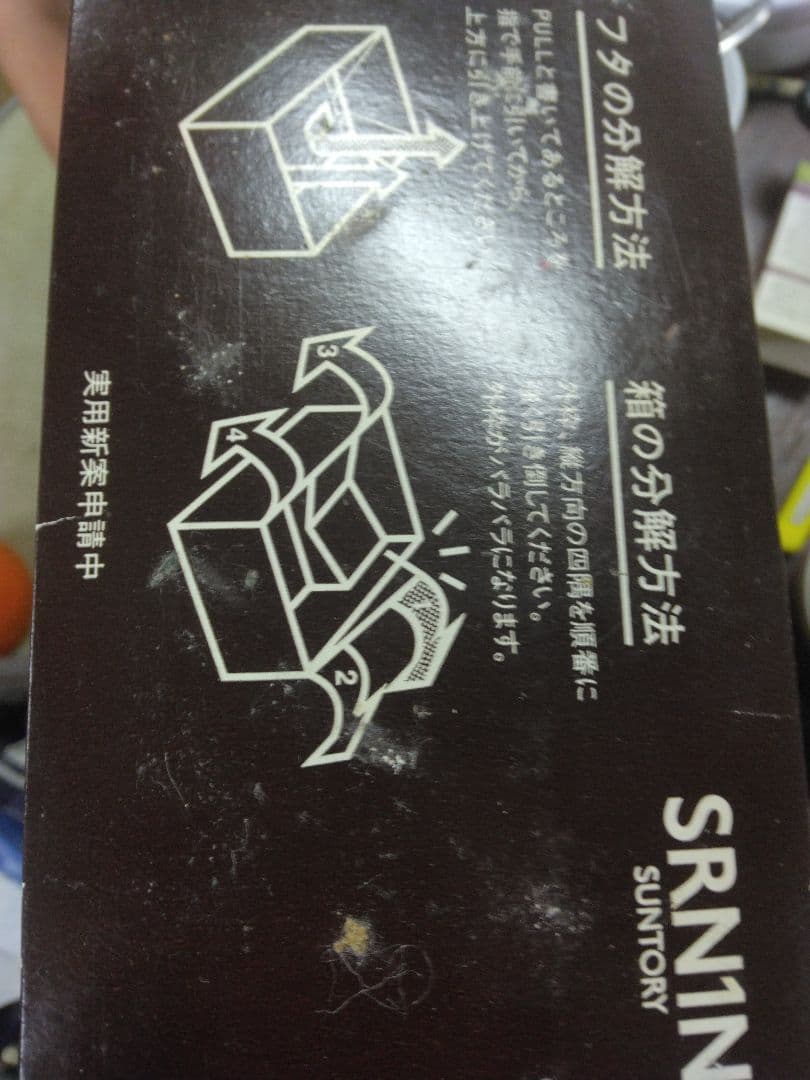 フタの分解方法
PULLと書いてあるところを
指で手前に引いてから、
上方に引き上げてください。
箱の分解方法
縦方向の四隅を順番に
引き倒してください。
バラバラになります。
3
4
2
実用新案申請中
SRN1N
SUNTORY